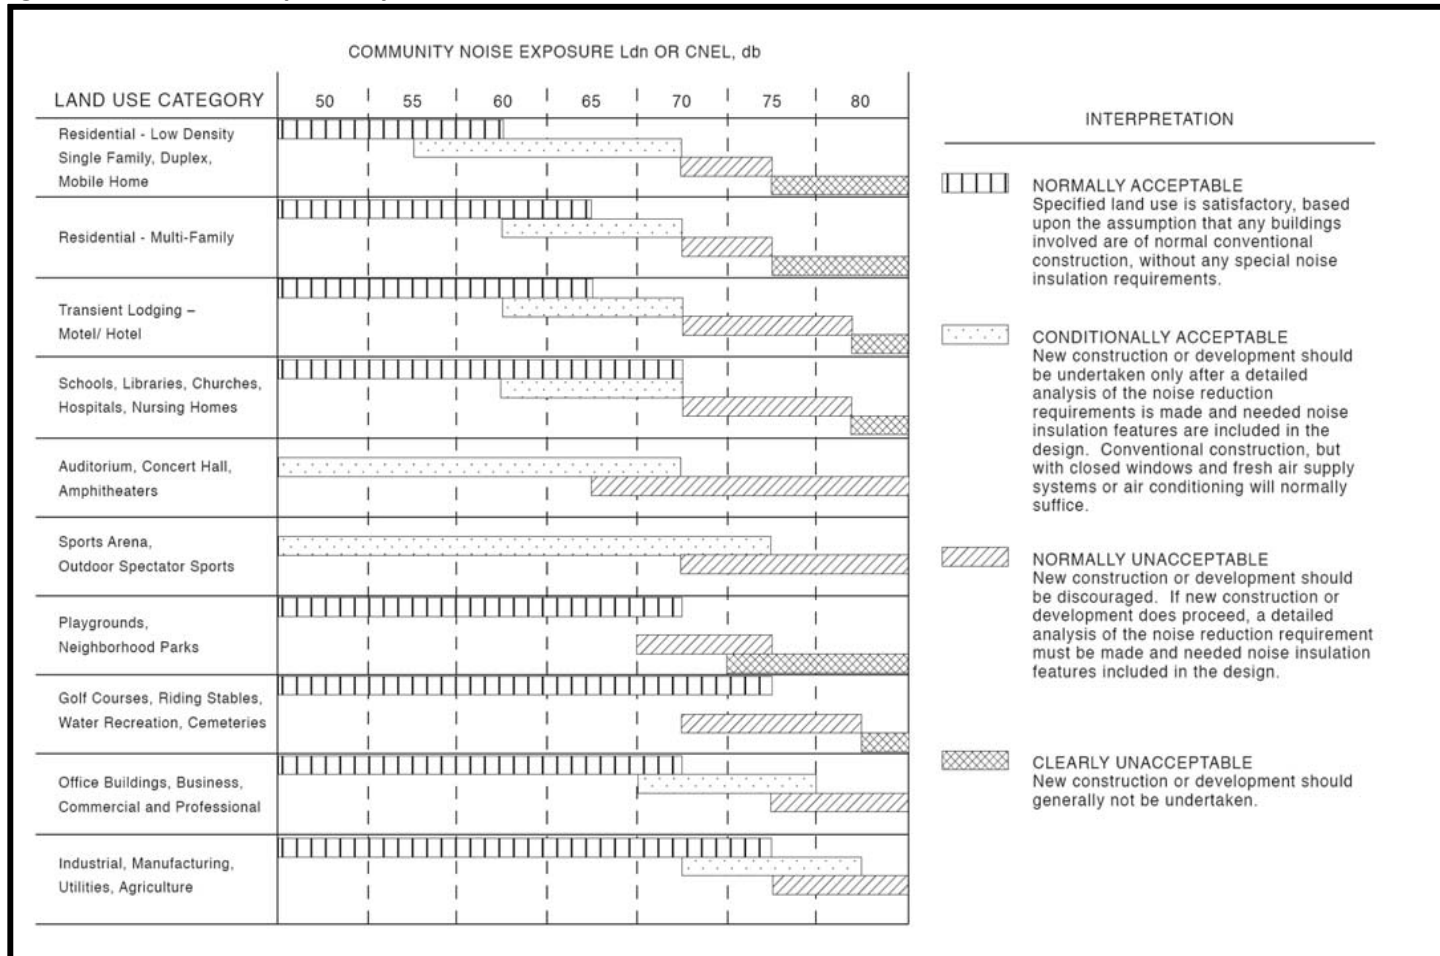 COMMUNITY NOISE EXPOSURE Ldn OR CNEL, db
LAND USE CATEGORY
50 55 60 65 70 75 80
Residential - Low Density
Single Family, Duplex,
Mobile Home
Residential - Multi-Family
Transient Lodging –
Motel/ Hotel
Schools, Libraries, Churches,
Hospitals, Nursing Homes
Auditorium, Concert Hall,
Amphitheaters
Sports Arena,
Outdoor Spectator Sports
Playgrounds,
Neighborhood Parks
Golf Courses, Riding Stables,
Water Recreation, Cemeteries
Office Buildings, Business,
Commercial and Professional
Industrial, Manufacturing,
Utilities, Agriculture
INTERPRETATION
NORMALLY ACCEPTABLE
Specified land use is satisfactory, based
upon the assumption that any buildings
involved are of normal conventional
construction, without any special noise
insulation requirements.
CONDITIONALLY ACCEPTABLE
New construction or development should
be undertaken only after a detailed
analysis of the noise reduction
requirements is made and needed noise
insulation features are included in the
design. Conventional construction, but
with closed windows and fresh air supply
systems or air conditioning will normally
suffice.
NORMALLY UNACCEPTABLE
New construction or development should
be discouraged. If new construction or
development does proceed, a detailed
analysis of the noise reduction requirement
must be made and needed noise insulation
features included in the design.
CLEARLY UNACCEPTABLE
New construction or development should
generally not be undertaken.